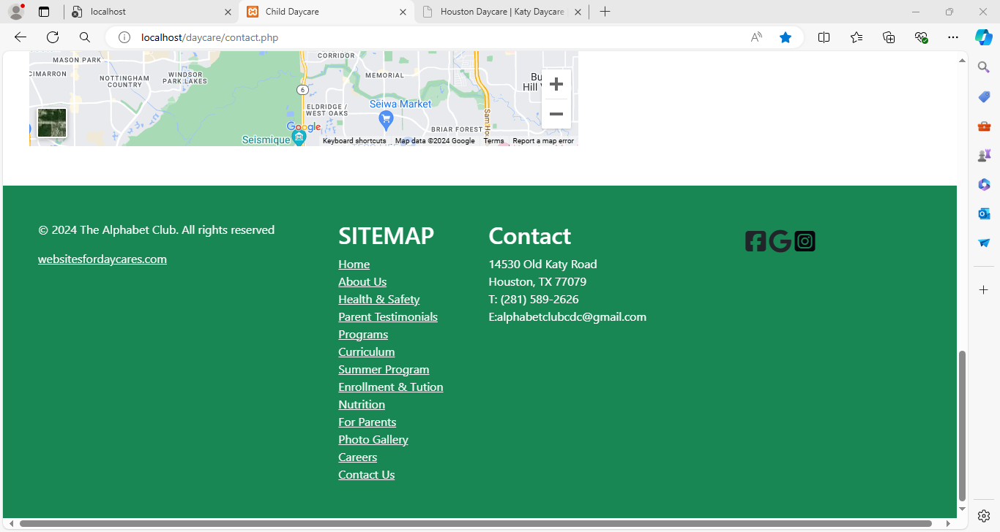 localhost
Child Daycare
Houston Daycare | Katy Daycare
localhost/daycare/contact.php
MASON PARK
CIMARRON
NOTTINGHAM
COUNTRY
WINDSOR
PARK LAKES
CORRIDOR
MEMORIAL
6
ELDRIDGE /
WEST OAKS
Seiwa Market
BRIAR FOREST
Hill
Google
Seismique
Keyboard shortcuts
Map data ©2024 Google
Terms
Report a map error
© 2024 The Alphabet Club. All rights reserved
websitesfordaycares.com
SITEMAP
Home
About Us
Health & Safety
Parent Testimonials
Programs
Curriculum
Summer Program
Enrollment & Tution
Nutrition
For Parents
Photo Gallery
Careers
Contact Us
Contact
14530 Old Katy Road
Houston, TX 77079
T: (281) 589-2626
E:alphabetclubcdc@gmail.com